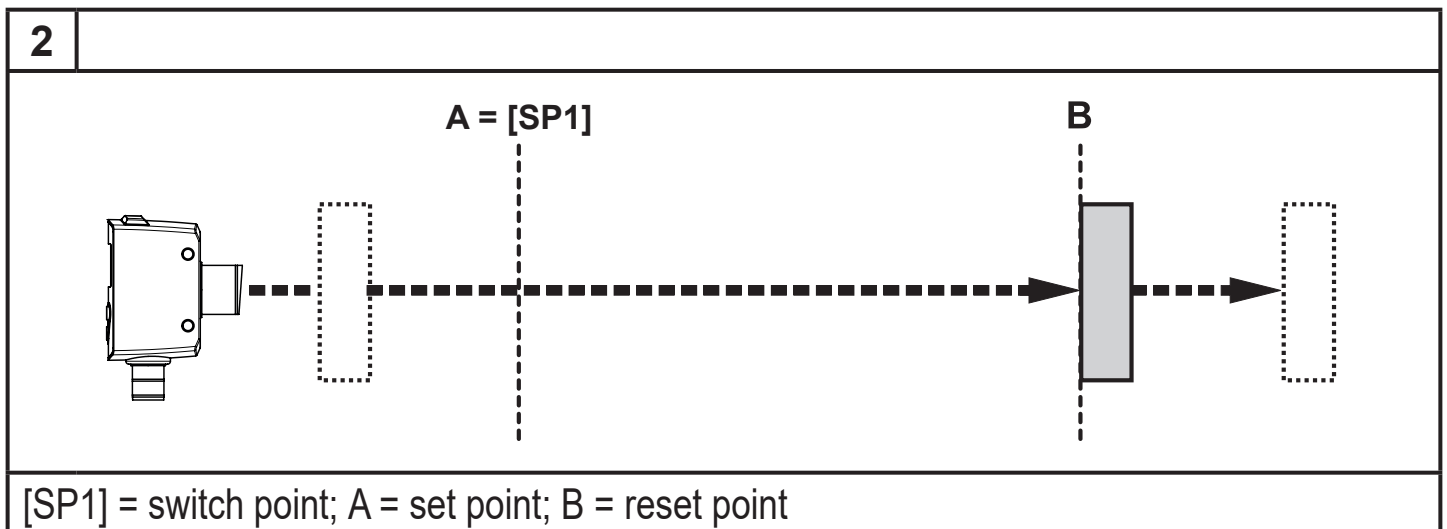 2
A = [SP1]
B
[SP1] = switch point; A = set point; B = reset point